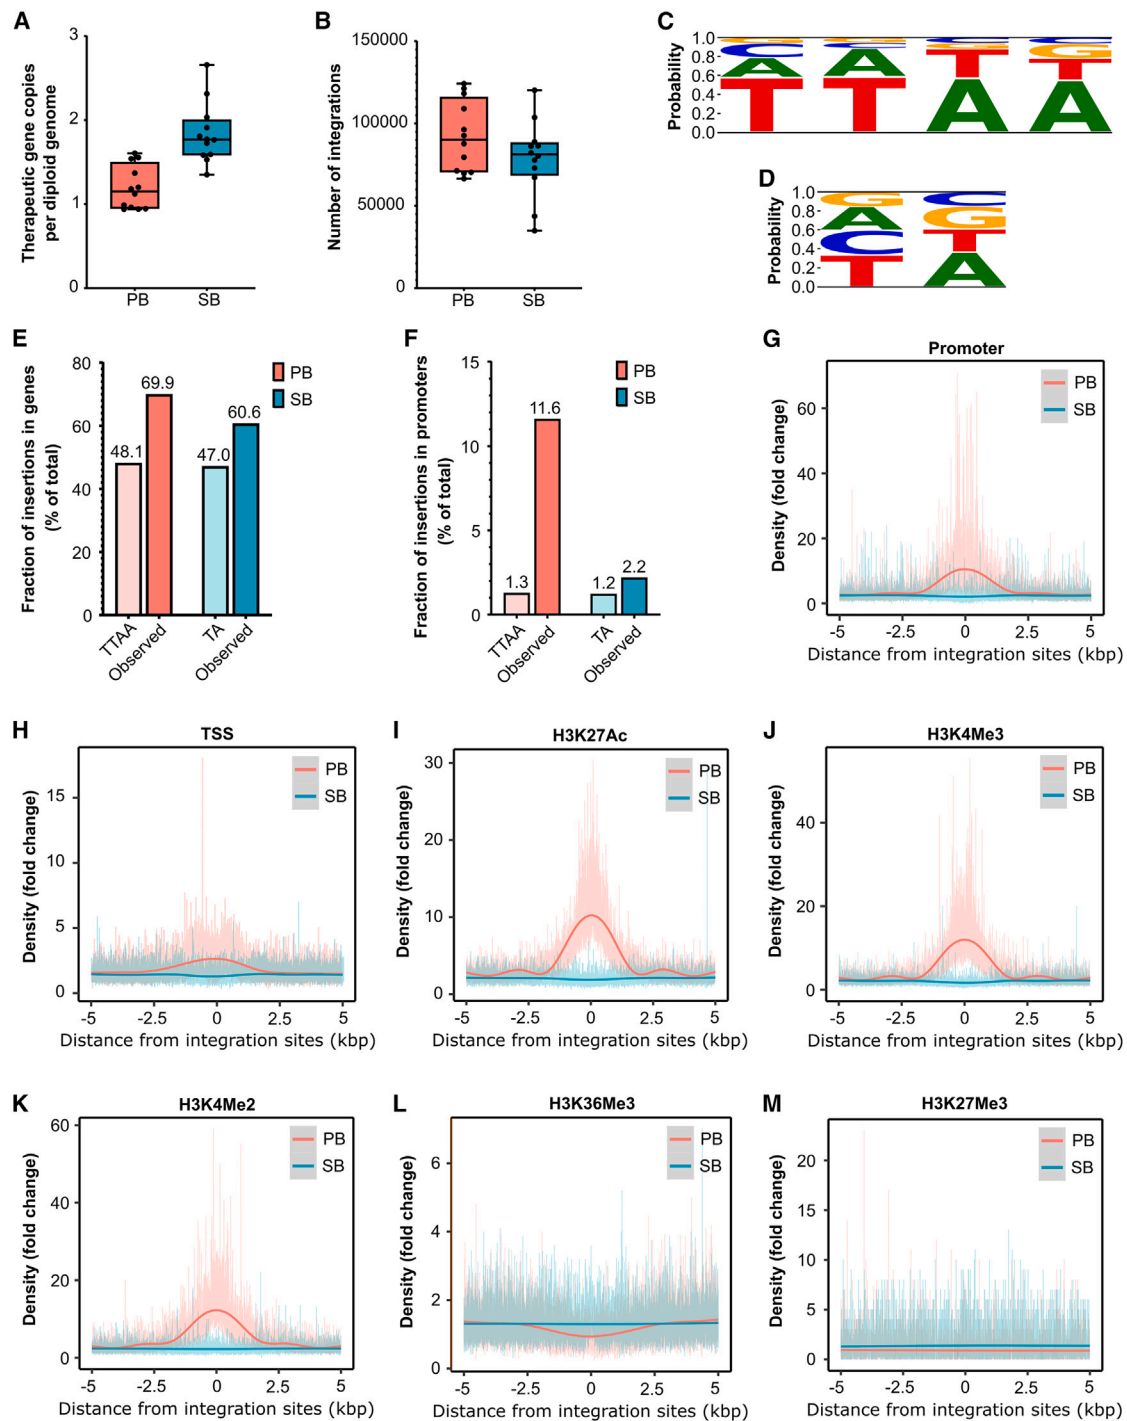 A
Therapeutic gene copies
per diploid genome
3
2
1
0
PB
SB
B
Number of integrations
150000
100000
50000
0
PB
SB
C
Probability
1.0
0.8
0.6
0.4
0.2
0.0
G G C C
C C G G
A A T T
T T A A
D
Probability
1.0
0.8
0.6
0.4
0.2
0.0
G C
A G
C T
T A
E
Fraction of insertions in genes
(% of total)
80
60
40
20
0
48.1
69.9
47.0
60.6
TTAA
Observed
TA
Observed
PB
SB
F
Fraction of insertions in promoters
(% of total)
15
10
5
0
1.3
11.6
1.2
2.2
TTAA
Observed
TA
Observed
PB
SB
G
Promoter
Density (fold change)
60
40
20
0
PB
SB
-5 -2.5 0 2.5 5
Distance from integration sites (kbp)
H
TSS
Density (fold change)
15
10
5
0
PB
SB
-5 -2.5 0 2.5 5
Distance from integration sites (kbp)
I
H3K27Ac
Density (fold change)
30
20
10
0
PB
SB
-5 -2.5 0 2.5 5
Distance from integration sites (kbp)
J
H3K4Me3
Density (fold change)
40
20
0
PB
SB
-5 -2.5 0 2.5 5
Distance from integration sites (kbp)
K
H3K4Me2
Density (fold change)
60
40
20
0
PB
SB
-5 -2.5 0 2.5 5
Distance from integration sites (kbp)
L
H3K36Me3
Density (fold change)
6
4
2
0
PB
SB
-5 -2.5 0 2.5 5
Distance from integration sites (kbp)
M
H3K27Me3
Density (fold change)
20
15
10
5
0
PB
SB
-5 -2.5 0 2.5 5
Distance from integration sites (kbp)